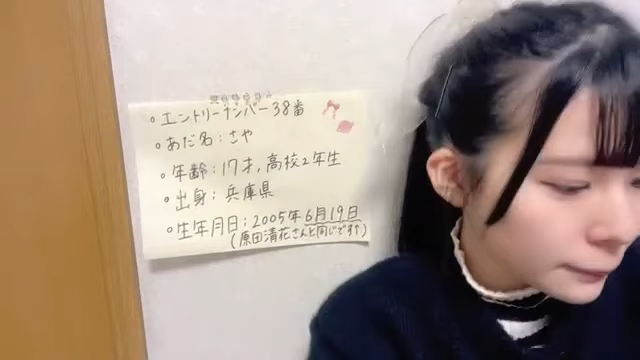 ・エントリーナンバー38番
・あだ名:さや
・年齢:17才,高校2年生
・出身:兵庫県
・生年月日:2005年6月19日
(原田清花さんと同じです↑)